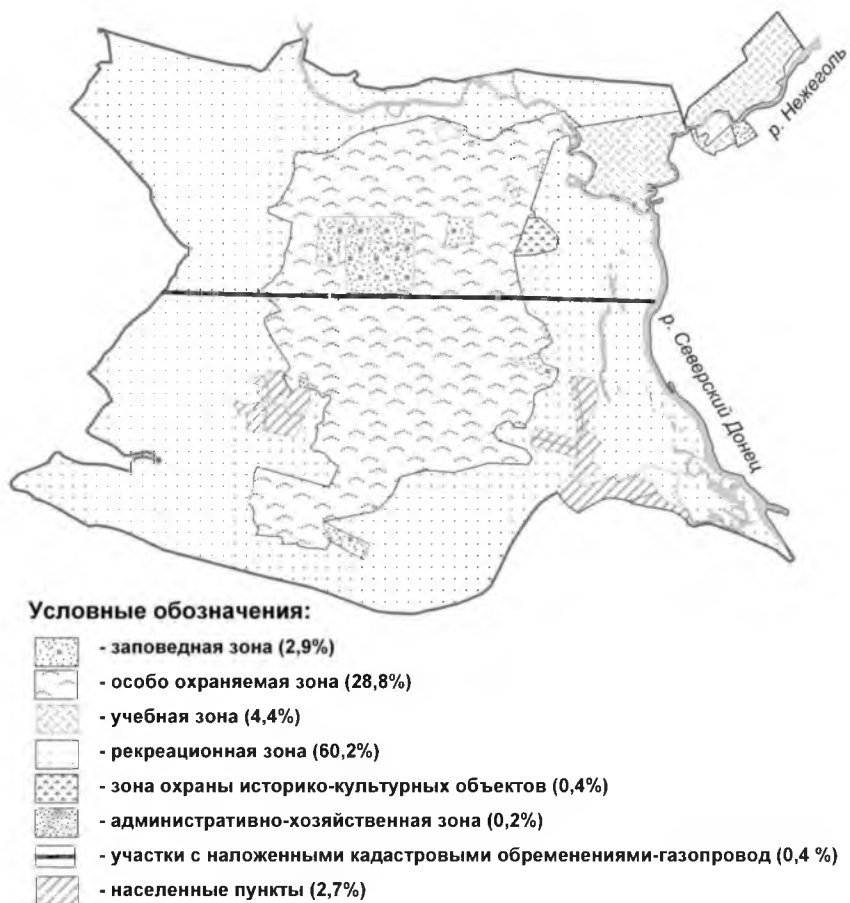 р. Нежеголь
р. Северский Донец
Условные обозначения:
- заповедная зона (2,9%)
- особо охраняемая зона (28,8%)
- учебная зона (4,4%)
- рекреационная зона (60,2%)
- зона охраны историко-культурных объектов (0,4%)
- административно-хозяйственная зона (0,2%)
- участки с наложенными кадастровыми обременениями-газопровод (0,4 %)
- населенные пункты (2,7%)